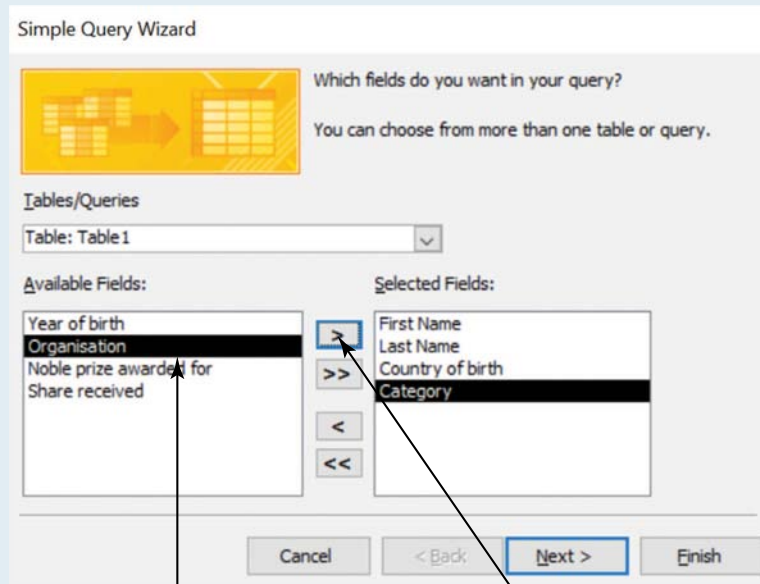 Simple Query Wizard
Which fields do you want in your query?
You can choose from more than one table or query.
Tables/Queries
Table: Table1
Available Fields:
Selected Fields:
Year of birth
Organisation
Noble prize awarded for
Share received
>
>>
<
<<
First Name
Last Name
Country of birth
Category
Cancel
< Back
Next >
Finish